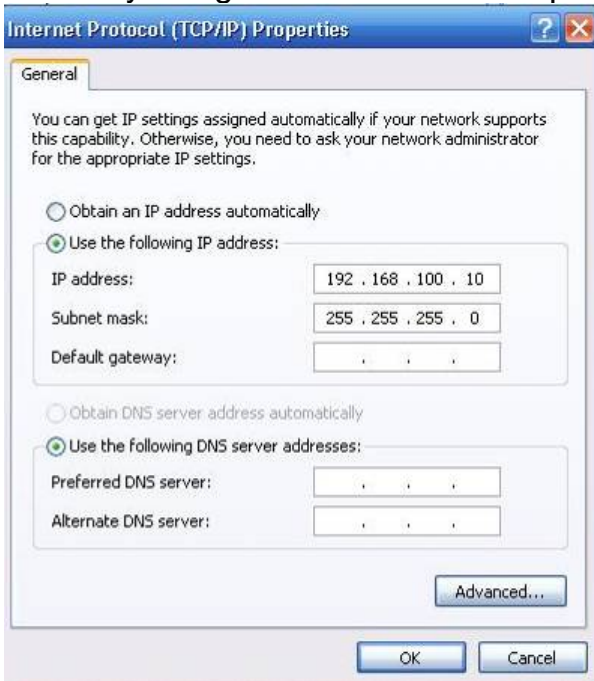 Internet Protocol (TCP/IP) Properties
General
You can get IP settings assigned automatically if your network supports
this capability. Otherwise, you need to ask your network administrator
for the appropriate IP settings.
Obtain an IP address automatically
Use the following IP address:
IP address: 192 . 168 . 100 . 10
Subnet mask: 255 . 255 . 255 . 0
Default gateway: . . .
Obtain DNS server address automatically
Use the following DNS server addresses:
Preferred DNS server: . . .
Alternate DNS server: . . .
Advanced...
OK Cancel